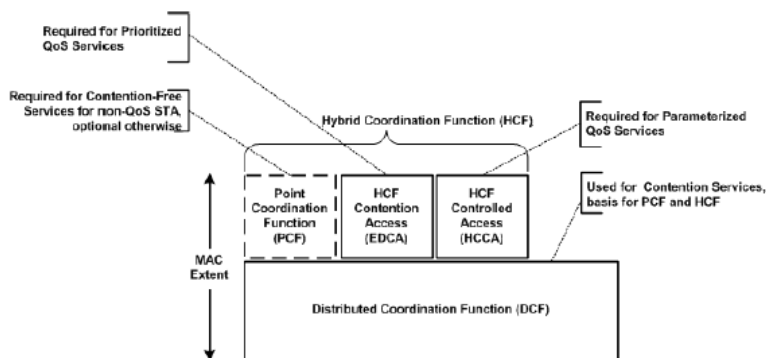 Required for Prioritized
QoS Services
Required for Contention-Free
Services for non-QoS STA,
optional otherwise
Hybrid Coordination Function (HCF)
Required for Parameterized
QoS Services
Used for Contention Services,
basis for PCF and HCF
MAC
Extent
Point
Coordination
Function
(PCF)
HCF
Contention
Access
(EDCA)
HCF
Controlled
Access
(HCCA)
Distributed Coordination Function (DCF)